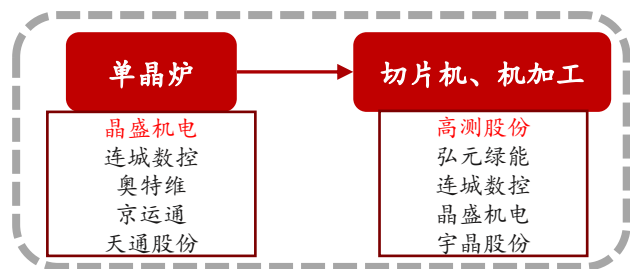 单晶炉
晶盛机电
连城数控
奥特维
京运通
天通股份
切片机、机加工
高测股份
弘元绿能
连城数控
晶盛机电
宇晶股份